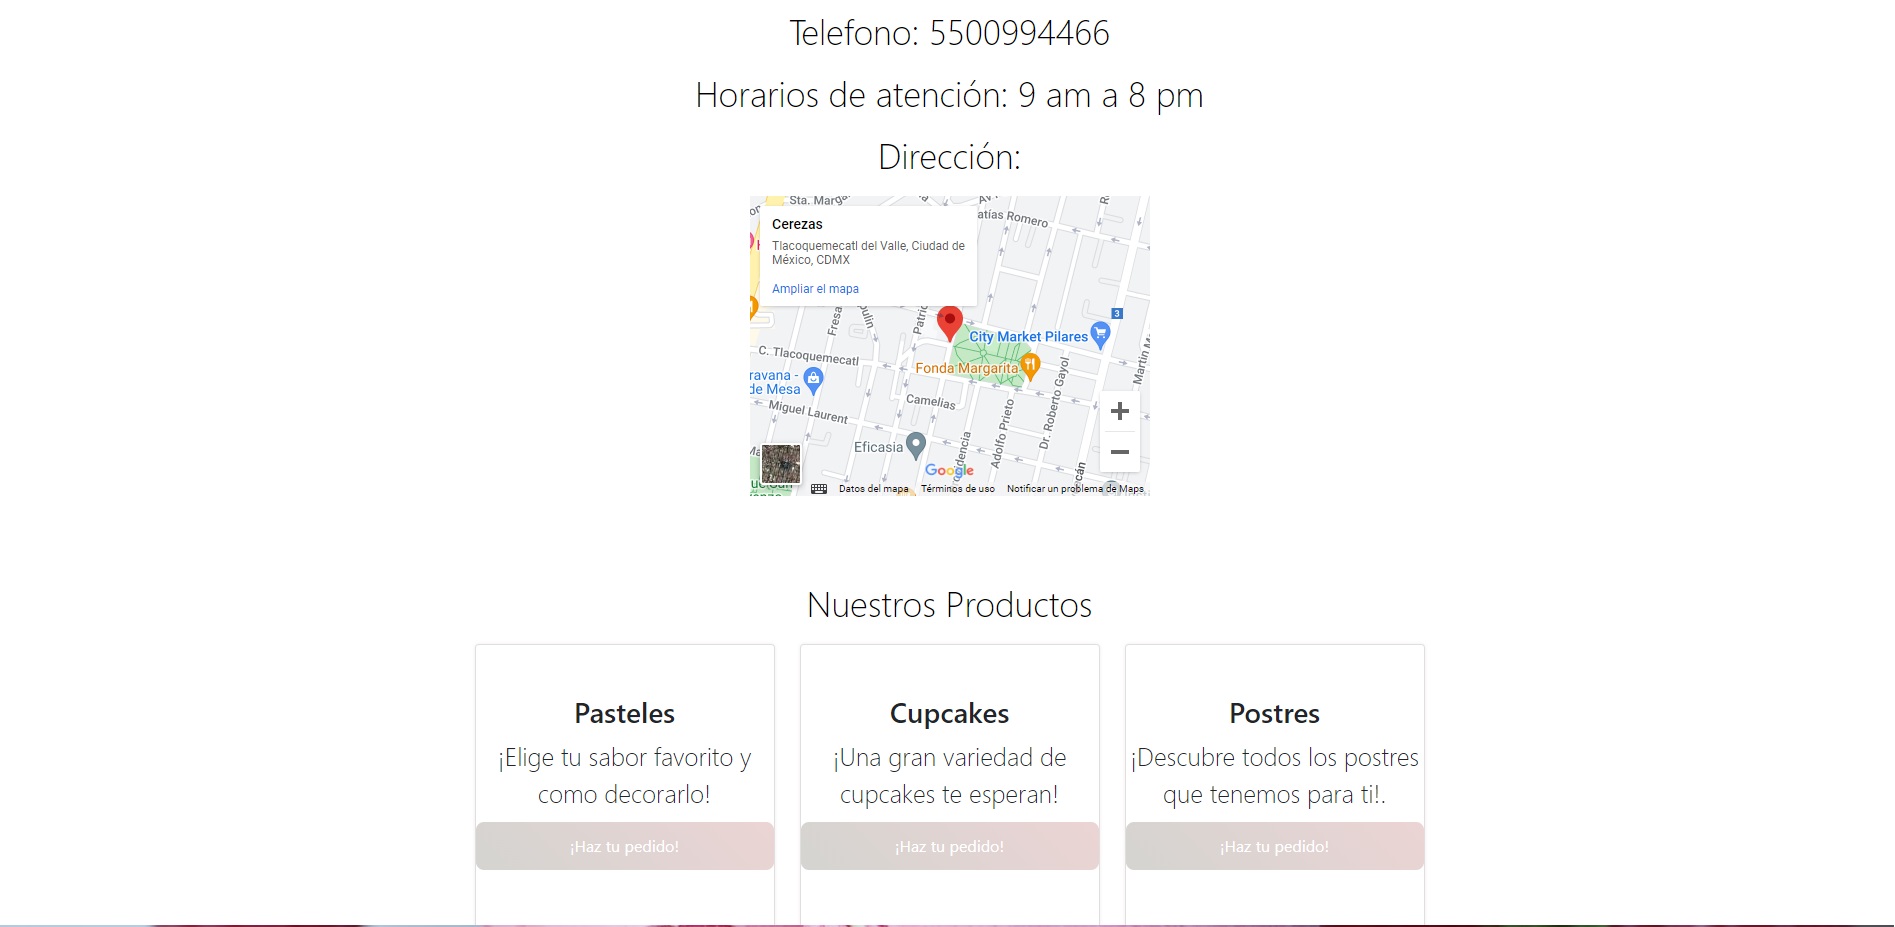 Telefono: 5500994466
Horarios de atención: 9 am a 8 pm
Dirección:
Sta. Marga
Cerezas
Tlacoquemecatl del Valle, Ciudad de
México, CDMX
Ampliar el mapa
atías Romero
Fresa
ulin
Patric
3
City Market Pilares
C. Tlacoquemecatl
Fonda Margarita
ravana -
de Mesa
Martin M
Dr. Roberto Gayol
Camelias
Miguel Laurent
Adolfo Prieto
Eficasia
idencia
Google
Datos del mapa
Términos de uso
Notificar un problema de Maps
Nuestros Productos
Pasteles
¡Elige tu sabor favorito y
como decorarlo!
¡Haz tu pedido!
Cupcakes
¡Una gran variedad de
cupcakes te esperan!
¡Haz tu pedido!
Postres
¡Descubre todos los postres
que tenemos para ti!.
¡Haz tu pedido!